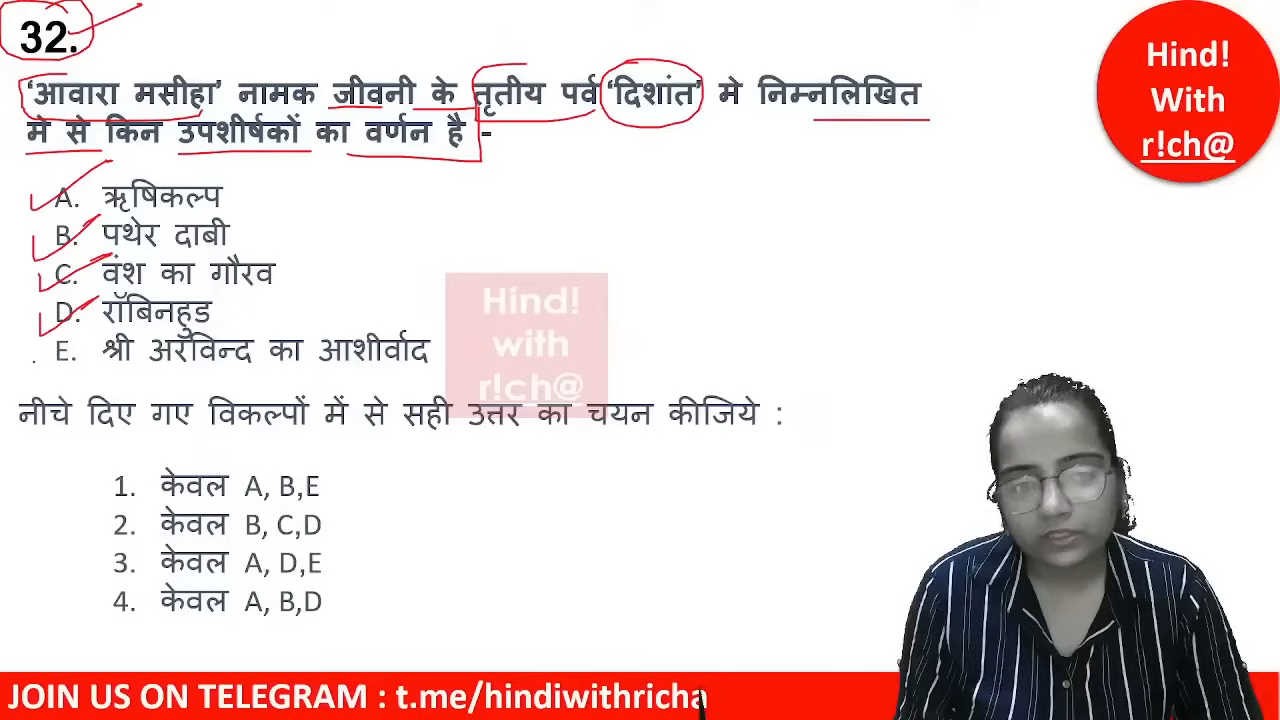 32.
Hind!
With
r!ch@
‘आवारा मसीहा’ नामक जीवनी के तृतीय पर्व ‘दिशांत’ मे निम्नलिखित
मे से किन उपशीर्षकों का वर्णन है -
A. ऋषिकल्प
B. पथेर दाबी
C. वंश का गौरव
D. रॉबिनहुड
E. श्री अरविन्द का आशीर्वाद
Hind!
with
r!ch@
नीचे दिए गए विकल्पों में से सही उत्तर का चयन कीजिये :
1. केवल A, B,E
2. केवल B, C,D
3. केवल A, D,E
4. केवल A, B,D
JOIN US ON TELEGRAM : t.me/hindiwithricha